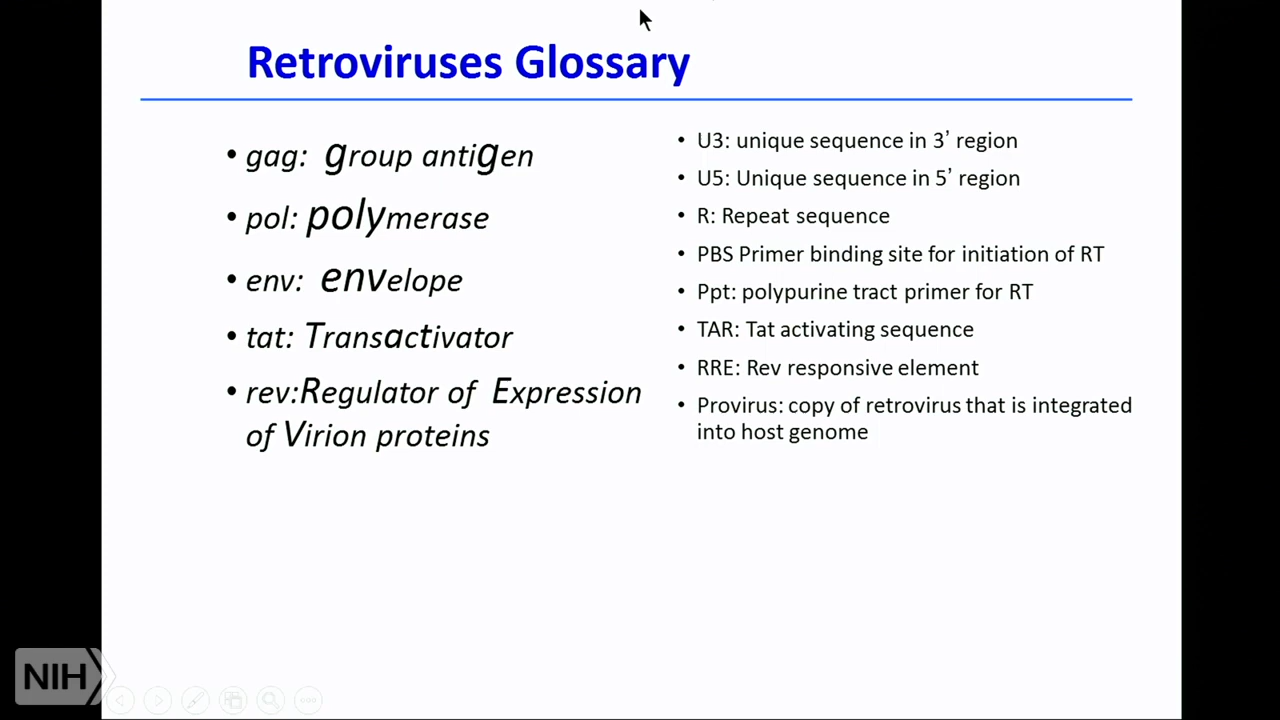 Retroviruses Glossary
• gag: group antigen
• pol: polymerase
• env: envelope
• tat: Transactivator
• rev:Regulator of Expression
of Virion proteins
• U3: unique sequence in 3’ region
• U5: Unique sequence in 5’ region
• R: Repeat sequence
• PBS Primer binding site for initiation of RT
• Ppt: polypurine tract primer for RT
• TAR: Tat activating sequence
• RRE: Rev responsive element
• Provirus: copy of retrovirus that is integrated
into host genome
NIH